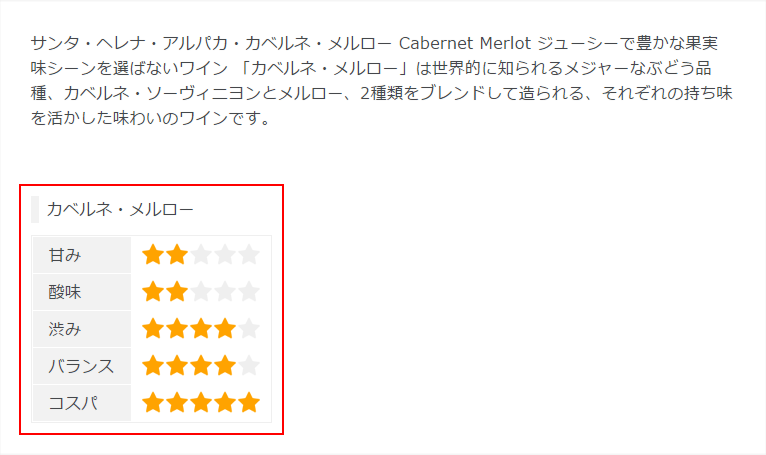 サンタ・ヘレナ・アルパカ・カベルネ・メルロー Cabernet Merlot ジューシーで豊かな果実
味シーンを選ばないワイン 「カベルネ・メルロー」は世界的に知られるメジャーなぶどう品
種、カベルネ・ソーヴィニヨンとメルロー、2種類をブレンドして造られる、それぞれの持ち味
を活かした味わいのワインです。
カベルネ・メルロー
甘み
酸味
渋み
バランス
コスパ